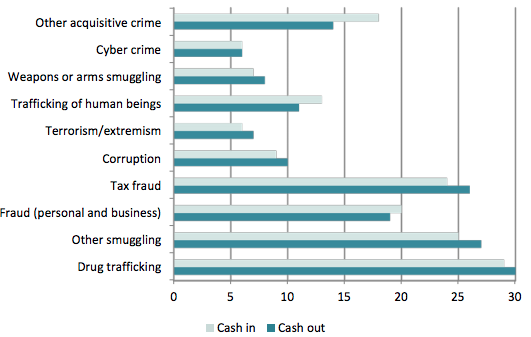 Other acquisitive crime
Cyber crime
Weapons or arms smuggling
Trafficking of human beings
Terrorism/extremism
Corruption
Tax fraud
Fraud (personal and business)
Other smuggling
Drug trafficking
0 5 10 15 20 25 30
Cash in Cash out